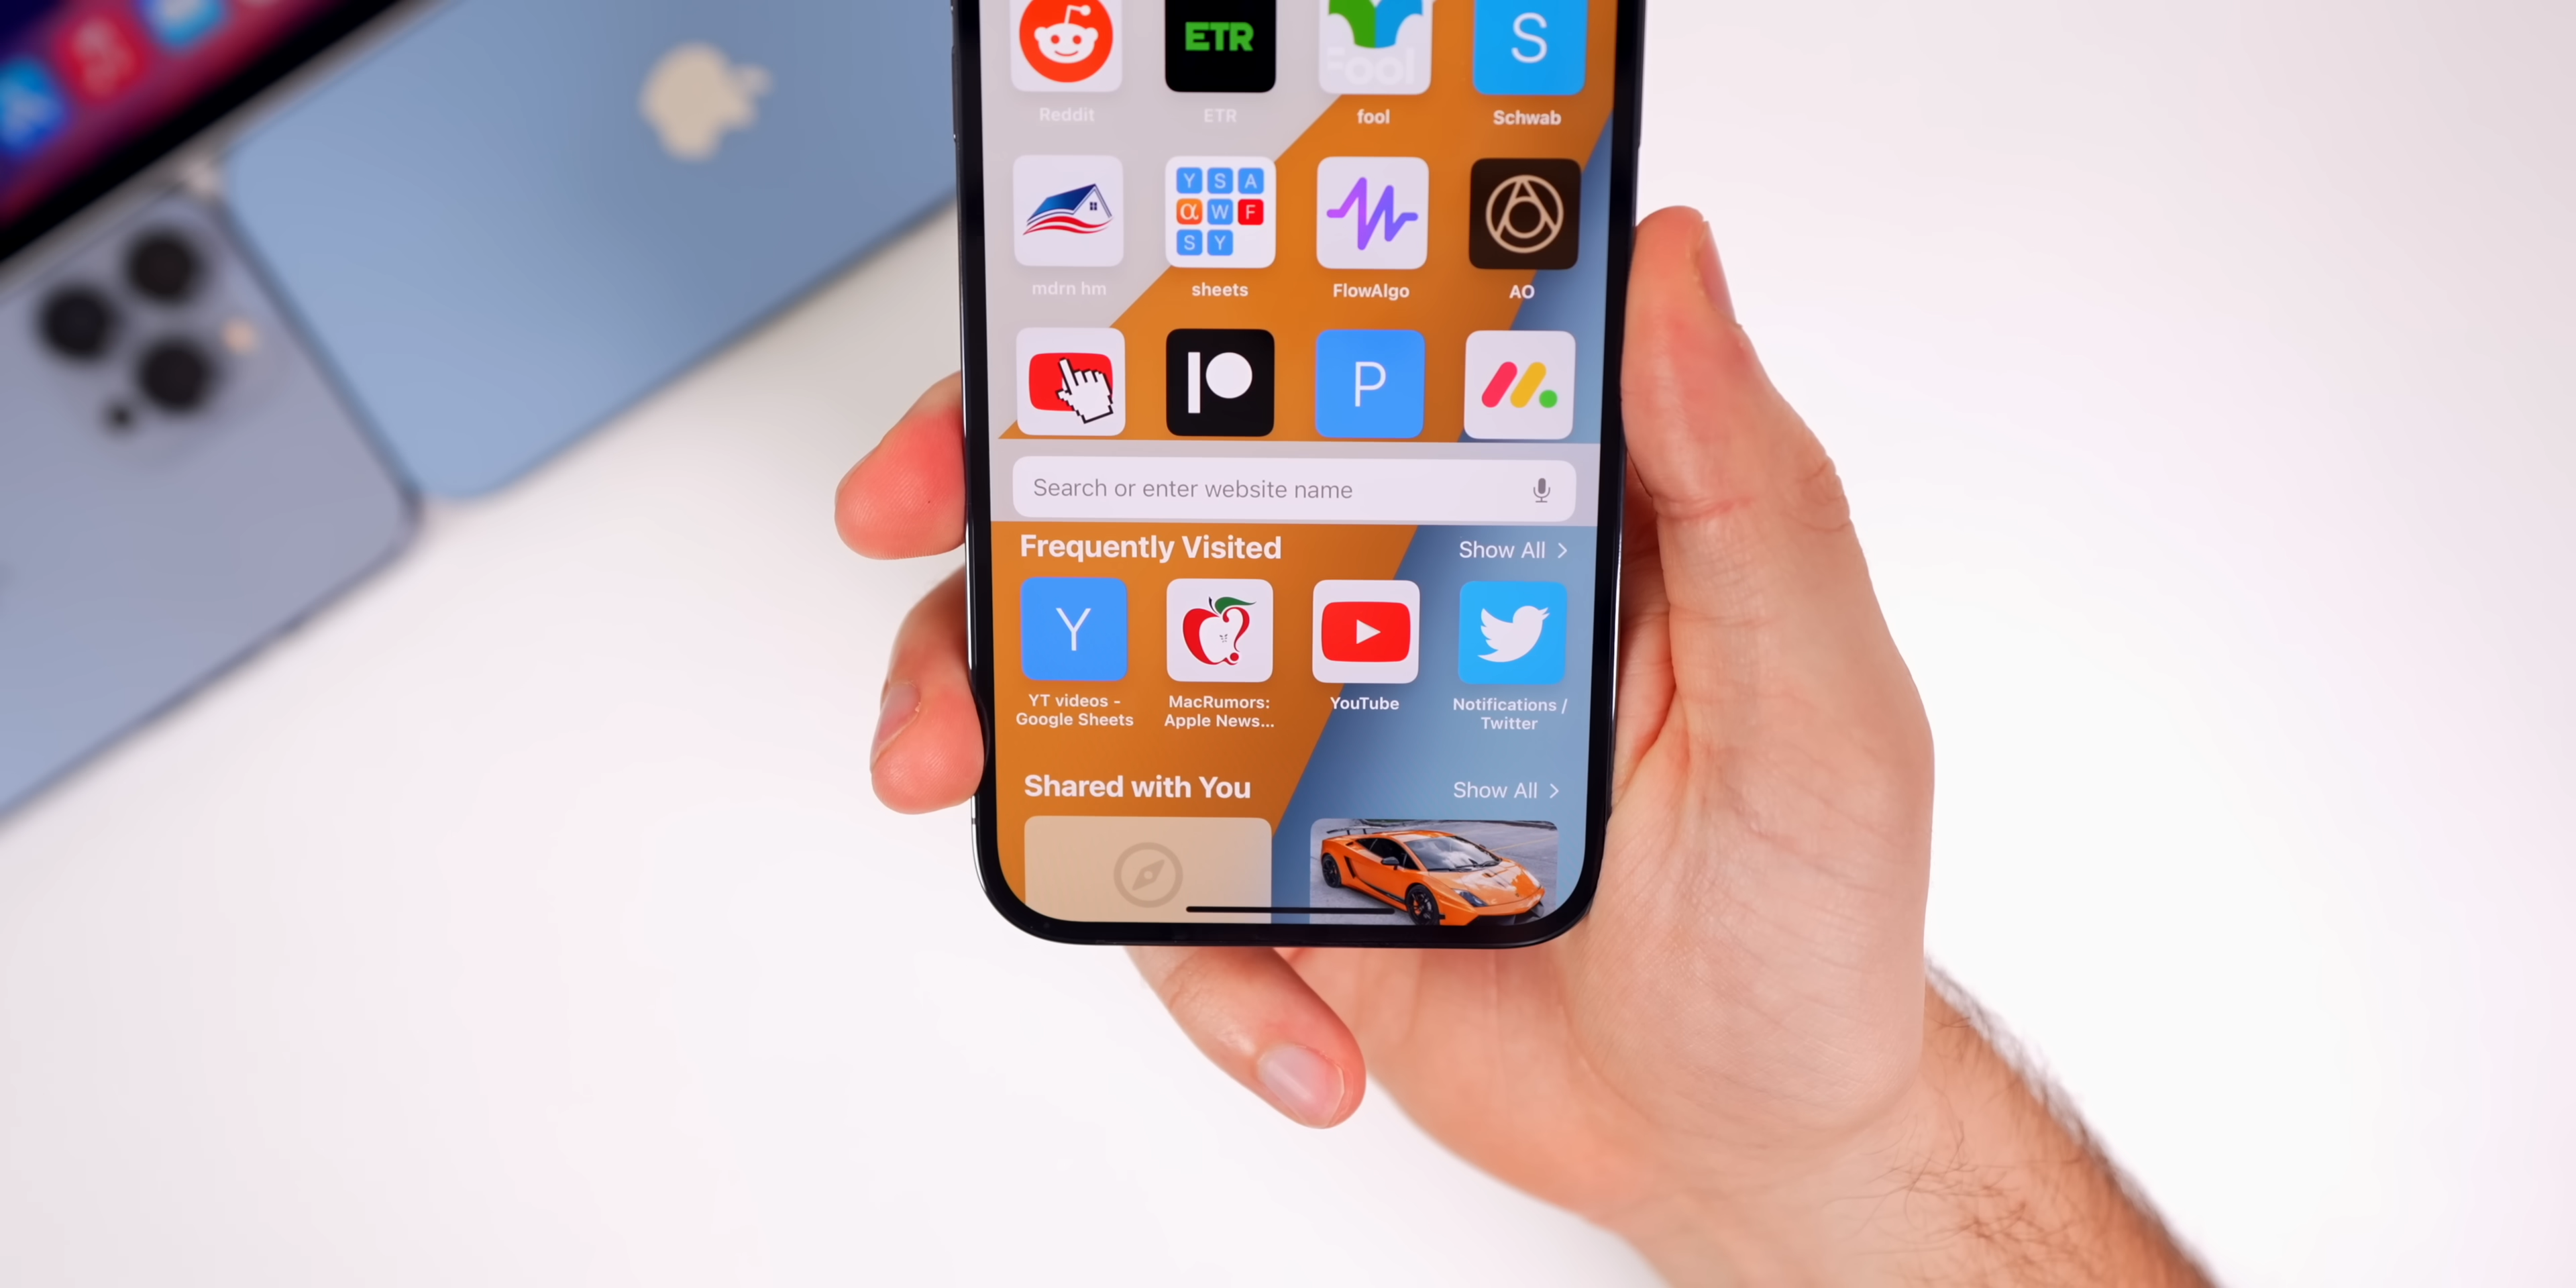 ETR
Fool
S
Reddit
ETR
fool
Schwab
Y S A
α W F
S Y
mdrn hm
sheets
FlowAlgo
AO
P
Search or enter website name
Frequently Visited
Show All >
Y
YT videos -
Google Sheets
MacRumors:
Apple News...
YouTube
Notifications /
Twitter
Shared with You
Show All >